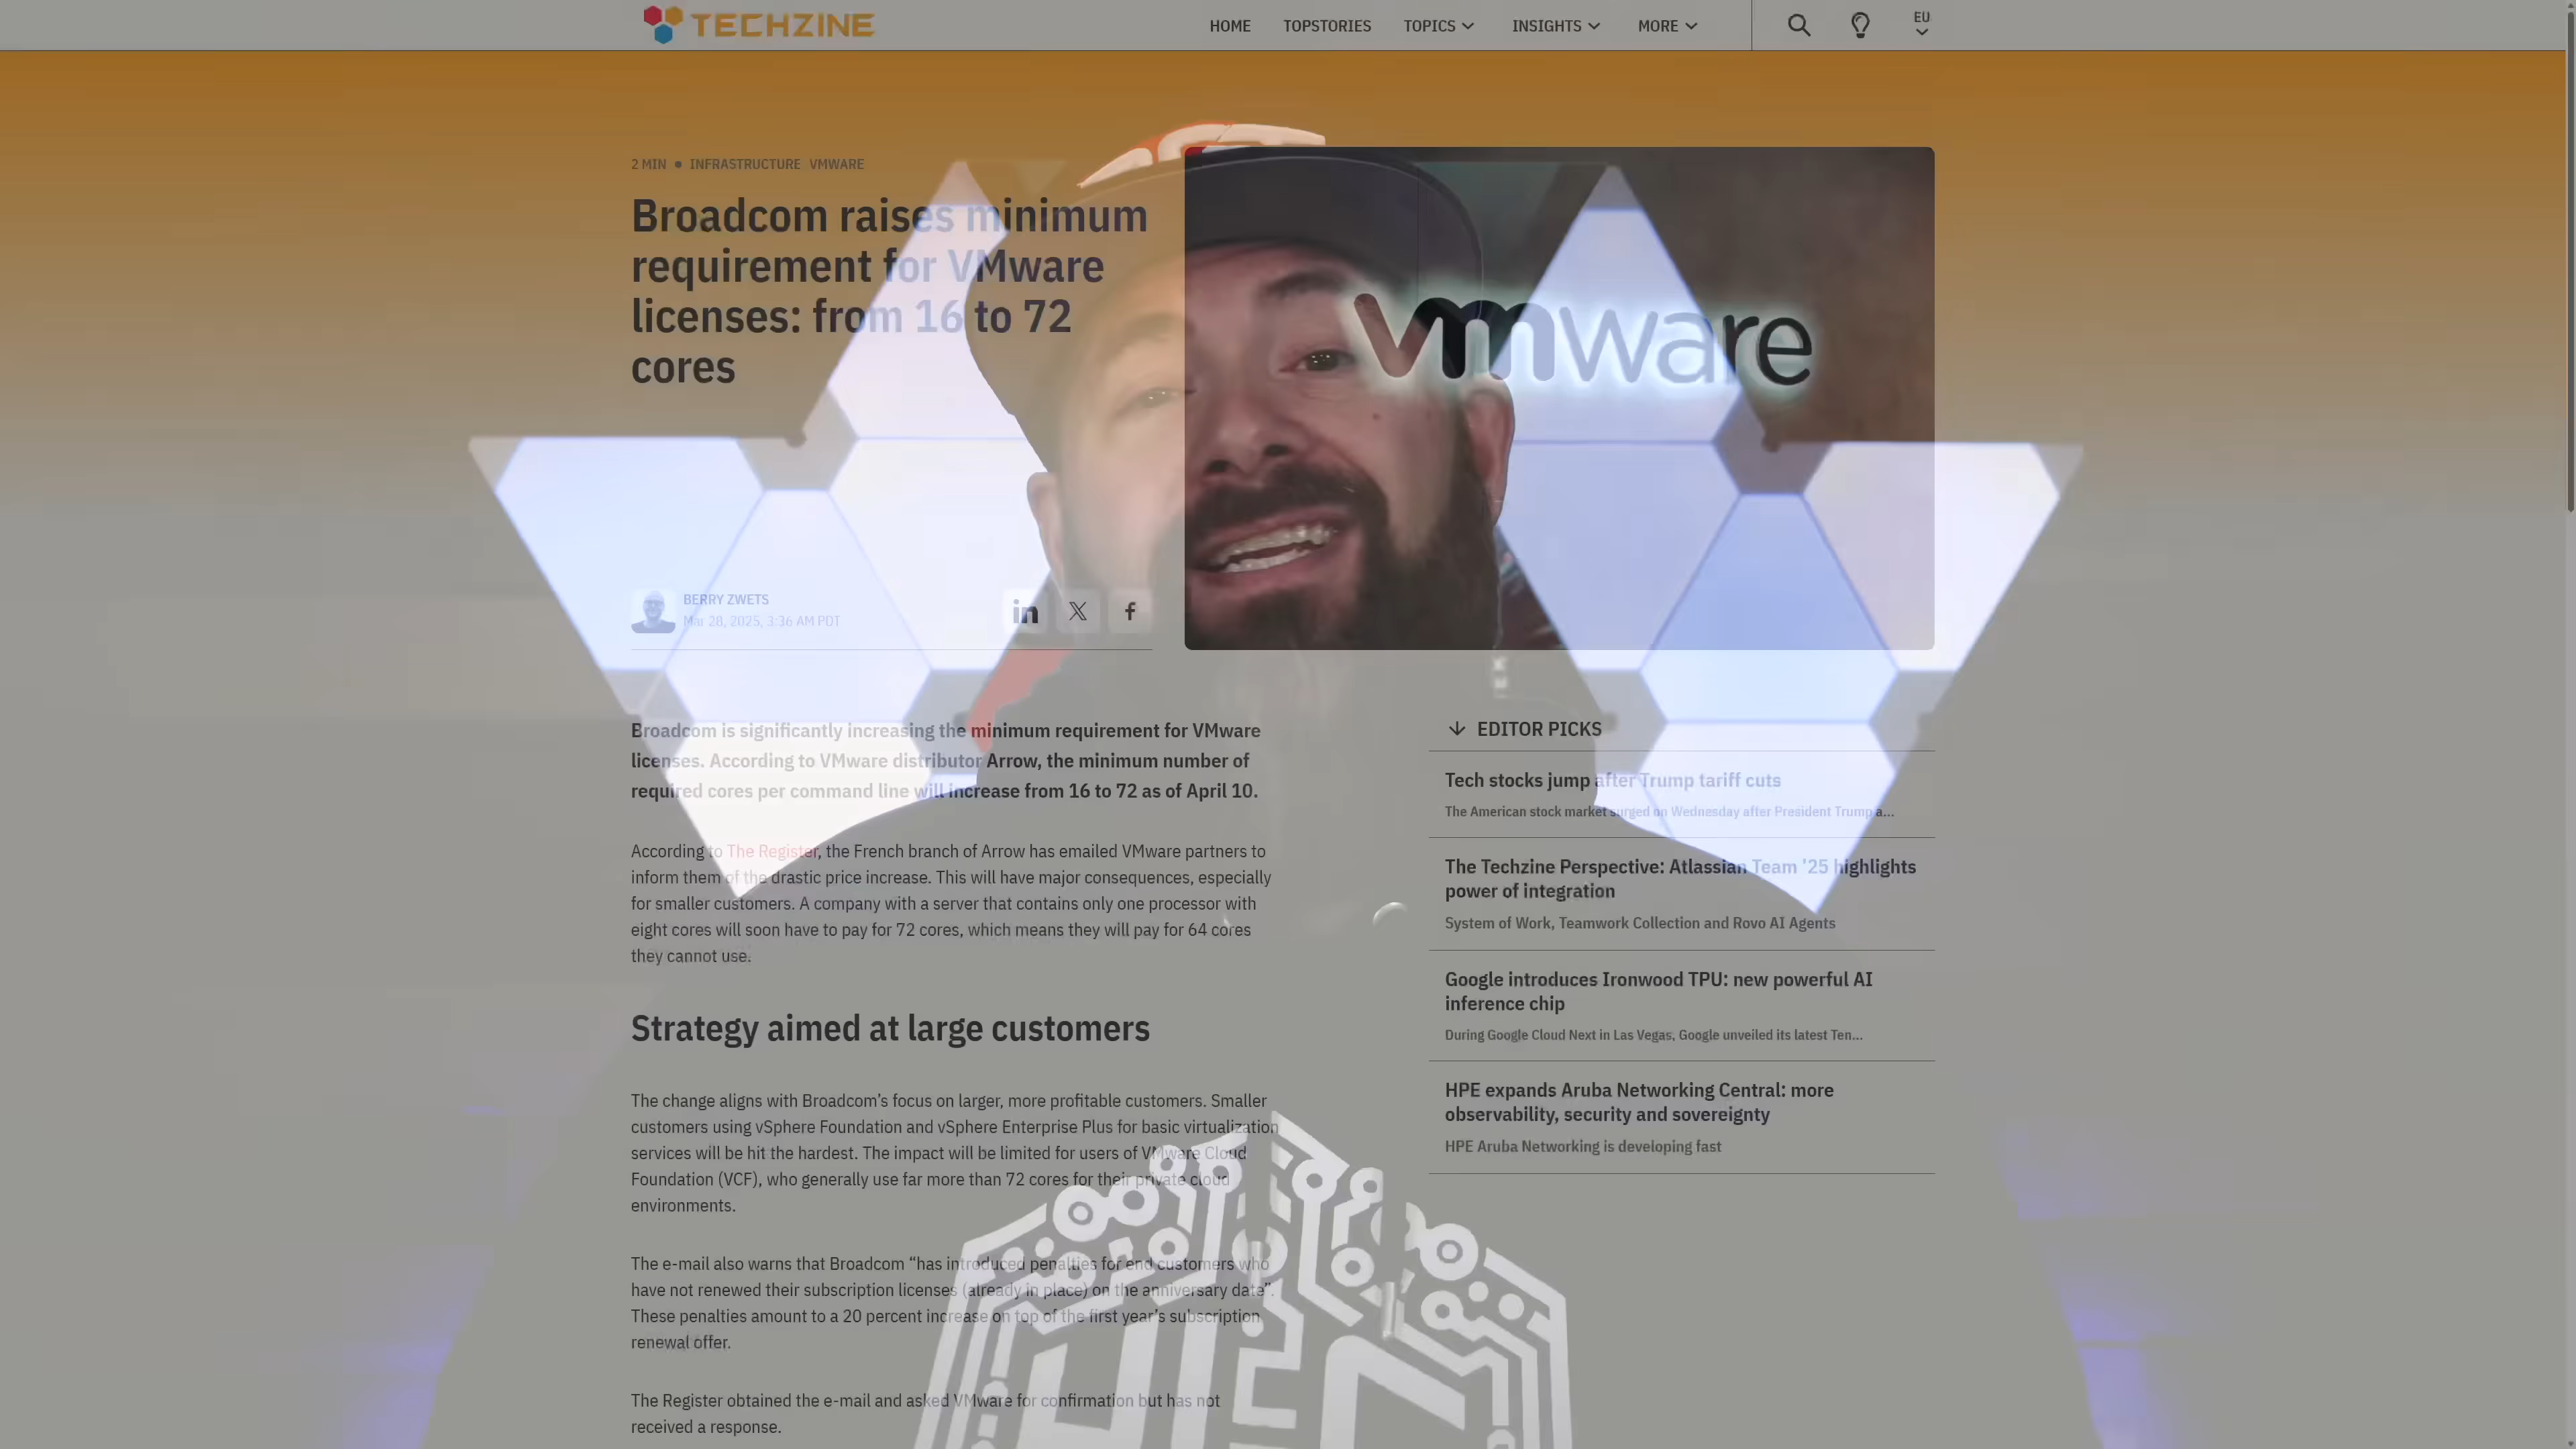 TECHZINE
HOME TOPSTORIES TOPICS INSIGHTS MORE EU
2 MIN • INFRASTRUCTURE VMWARE
Broadcom raises minimum
requirement for VMware
licenses: from 16 to 72
cores
vmware
BERRY ZWETS
Mar 28, 2025, 3:36 AM PDT
Broadcom is significantly increasing the minimum requirement for VMware
licenses. According to VMware distributor Arrow, the minimum number of
required cores per command line will increase from 16 to 72 as of April 10.
According to The Register, the French branch of Arrow has emailed VMware partners to
inform them of the drastic price increase. This will have major consequences, especially
for smaller customers. A company with a server that contains only one processor with
eight cores will soon have to pay for 72 cores, which means they will pay for 64 cores
they cannot use.
Strategy aimed at large customers
The change aligns with Broadcom’s focus on larger, more profitable customers. Smaller
customers using vSphere Foundation and vSphere Enterprise Plus for basic virtualization
services will be hit the hardest. The impact will be limited for users of VMware Cloud
Foundation (VCF), who generally use far more than 72 cores for their private cloud
environments.
The e-mail also warns that Broadcom “has introduced penalties for end customers who
have not renewed their subscription licenses (already in place) on the anniversary date”.
These penalties amount to a 20 percent increase on top of the first year’s subscription
renewal offer.
The Register obtained the e-mail and asked VMware for confirmation but has not
received a response.
EDITOR PICKS
Tech stocks jump after Trump tariff cuts
The American stock market surged on Wednesday after President Trump a...
The Techzine Perspective: Atlassian Team '25 highlights
power of integration
System of Work, Teamwork Collection and Rovo AI Agents
Google introduces Ironwood TPU: new powerful AI
inference chip
During Google Cloud Next in Las Vegas, Google unveiled its latest Ten...
HPE expands Aruba Networking Central: more
observability, security and sovereignty
HPE Aruba Networking is developing fast